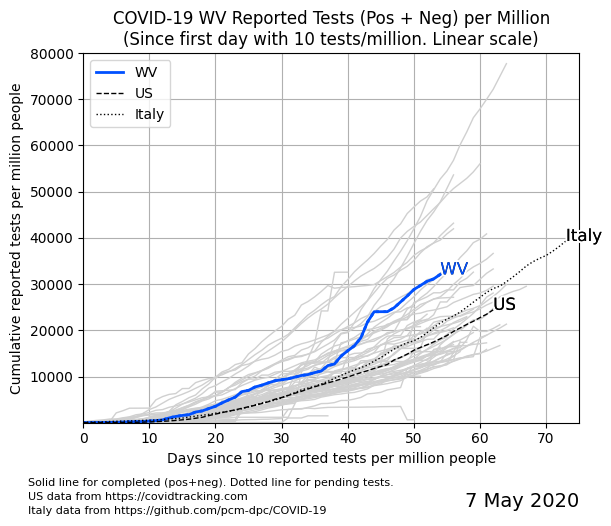 COVID-19 WV Reported Tests (Pos + Neg) per Million
(Since first day with 10 tests/million. Linear scale)
WV
US
Italy
80000
70000
60000
50000
40000
30000
20000
10000
Cumulative reported tests per million people
Italy
WV
US
0 10 20 30 40 50 60 70
Days since 10 reported tests per million people
Solid line for completed (pos+neg). Dotted line for pending tests.
US data from https://covidtracking.com
Italy data from https://github.com/pcm-dpc/COVID-19
7 May 2020